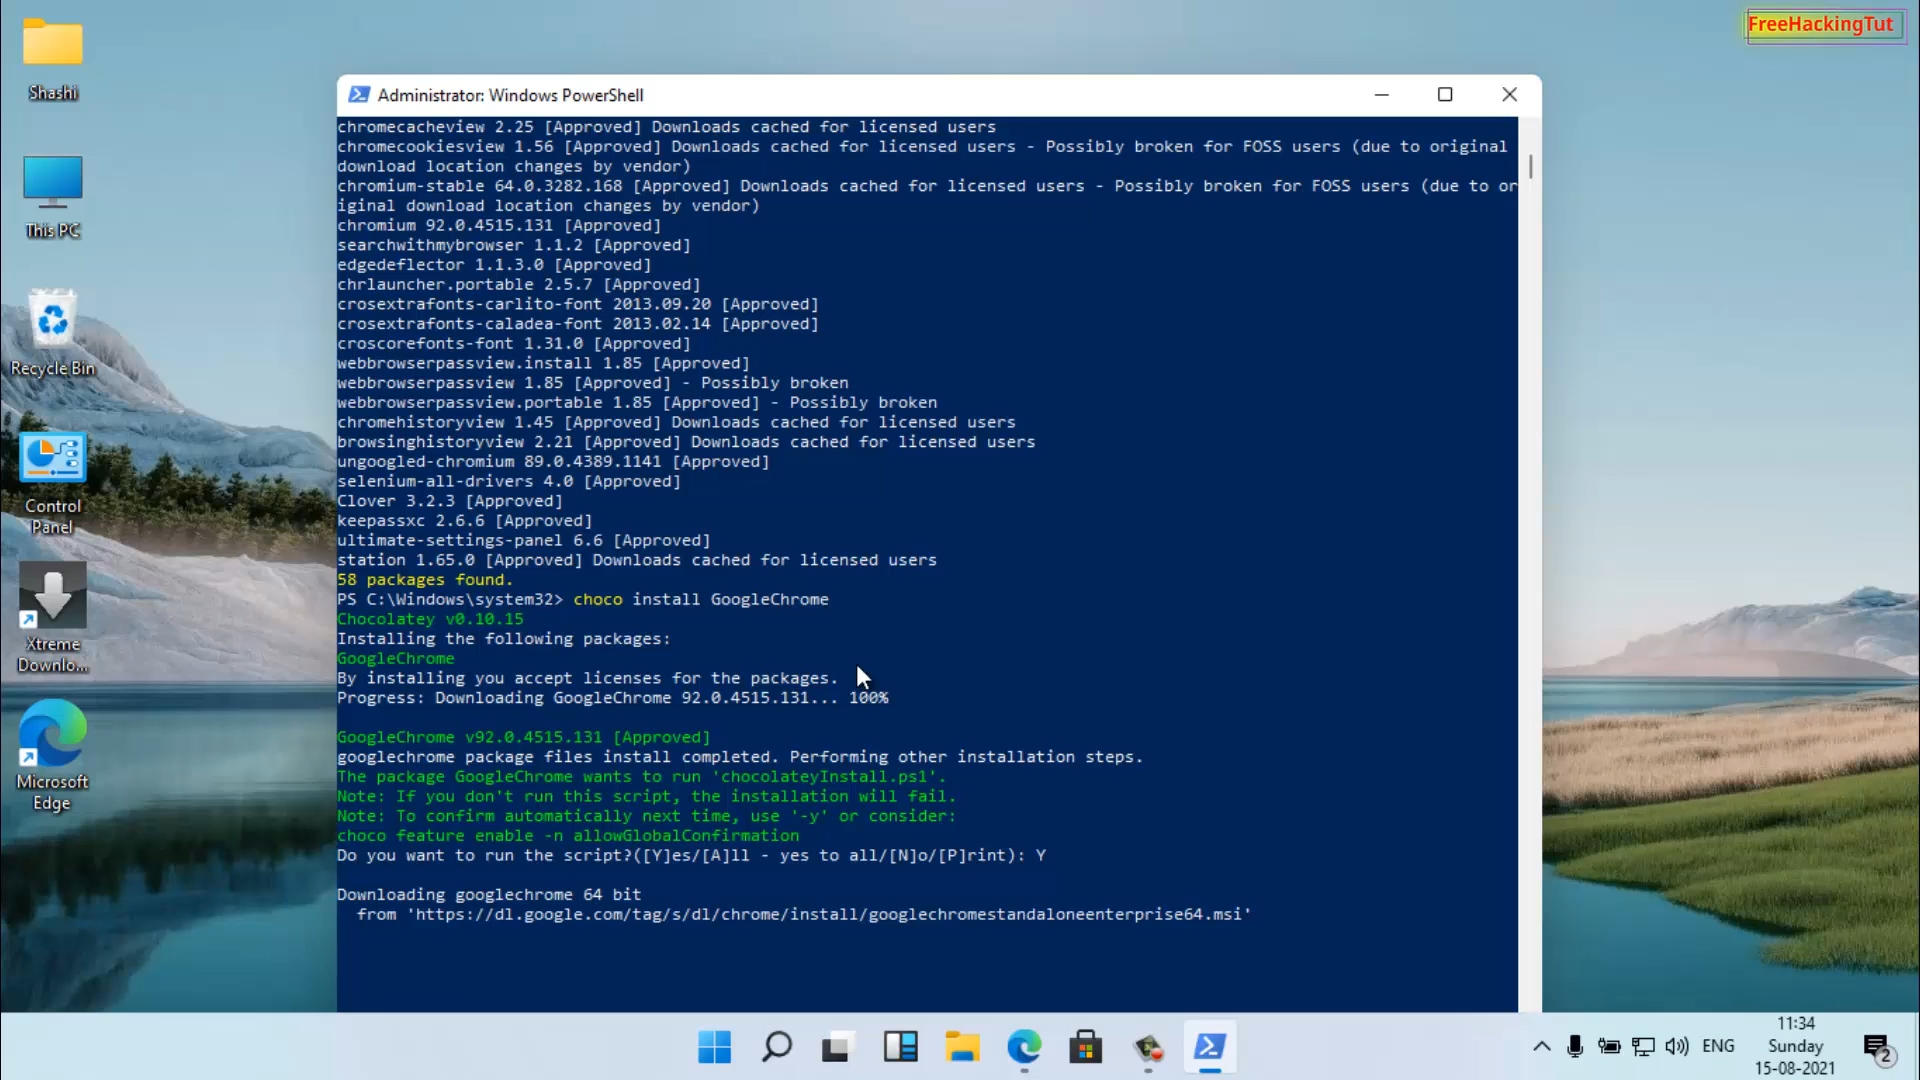 FreeHackingTut
Shashi
This PC
Recycle Bin
Control
Panel
Xtreme
Downlo...
Microsoft
Edge
Administrator: Windows PowerShell
chromecacheview 2.25 [Approved] Downloads cached for licensed users
chromecookiesview 1.56 [Approved] Downloads cached for licensed users - Possibly broken for FOSS users (due to original
download location changes by vendor)
chromium-stable 64.0.3282.168 [Approved] Downloads cached for licensed users - Possibly broken for FOSS users (due to or
iginal download location changes by vendor)
chromium 92.0.4515.131 [Approved]
searchwithmybrowser 1.1.2 [Approved]
edgedeflector 1.1.3.0 [Approved]
chrlauncher.portable 2.5.7 [Approved]
crosextrafonts-carlito-font 2013.09.20 [Approved]
crosextrafonts-caladea-font 2013.02.14 [Approved]
croscorefonts-font 1.31.0 [Approved]
webbrowserpassview.install 1.85 [Approved]
webbrowserpassview 1.85 [Approved] - Possibly broken
webbrowserpassview.portable 1.85 [Approved] - Possibly broken
chromehistoryview 1.45 [Approved] Downloads cached for licensed users
browsinghistoryview 2.21 [Approved] Downloads cached for licensed users
ungoogled-chromium 89.0.4389.1141 [Approved]
selenium-all-drivers 4.0 [Approved]
Clover 3.2.3 [Approved]
keepassxc 2.6.6 [Approved]
ultimate-settings-panel 6.6 [Approved]
station 1.65.0 [Approved] Downloads cached for licensed users
58 packages found.
PS C:\Windows\system32> choco install GoogleChrome
Chocolatey v0.10.15
Installing the following packages:
GoogleChrome
By installing you accept licenses for the packages.
Progress: Downloading GoogleChrome 92.0.4515.131... 100%
GoogleChrome v92.0.4515.131 [Approved]
googlechrome package files install completed. Performing other installation steps.
The package GoogleChrome wants to run 'chocolateyInstall.ps1'.
Note: If you don't run this script, the installation will fail.
Note: To confirm automatically next time, use '-y' or consider:
choco feature enable -n allowGlobalConfirmation
Do you want to run the script?([Y]es/[A]ll - yes to all/[N]o/[P]rint): Y
Downloading googlechrome 64 bit
from 'https://dl.google.com/tag/s/dl/chrome/install/googlechromestandaloneenterprise64.msi'
ENG
11:34
Sunday
15-08-2021
2